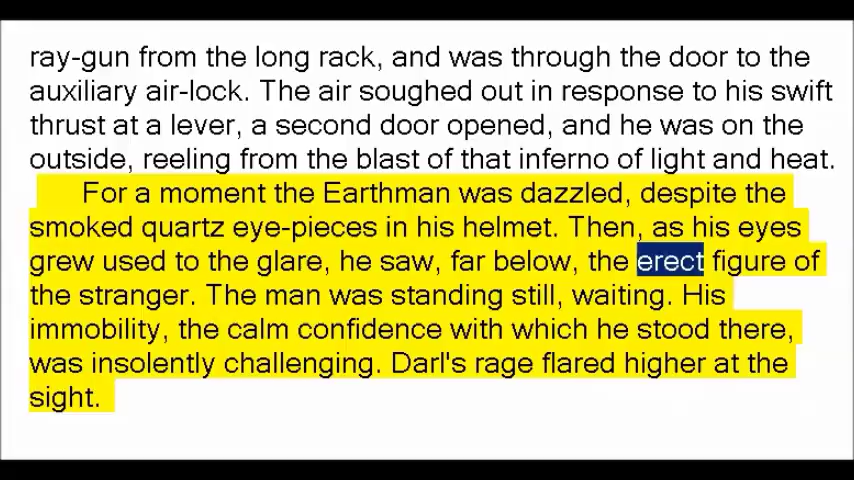 ray-gun from the long rack, and was through the door to the
auxiliary air-lock. The air soughed out in response to his swift
thrust at a lever, a second door opened, and he was on the
outside, reeling from the blast of that inferno of light and heat.
For a moment the Earthman was dazzled, despite the
smoked quartz eye-pieces in his helmet. Then, as his eyes
grew used to the glare, he saw, far below, the erect figure of
the stranger. The man was standing still, waiting. His
immobility, the calm confidence with which he stood there,
was insolently challenging. Darl's rage flared higher at the
sight.